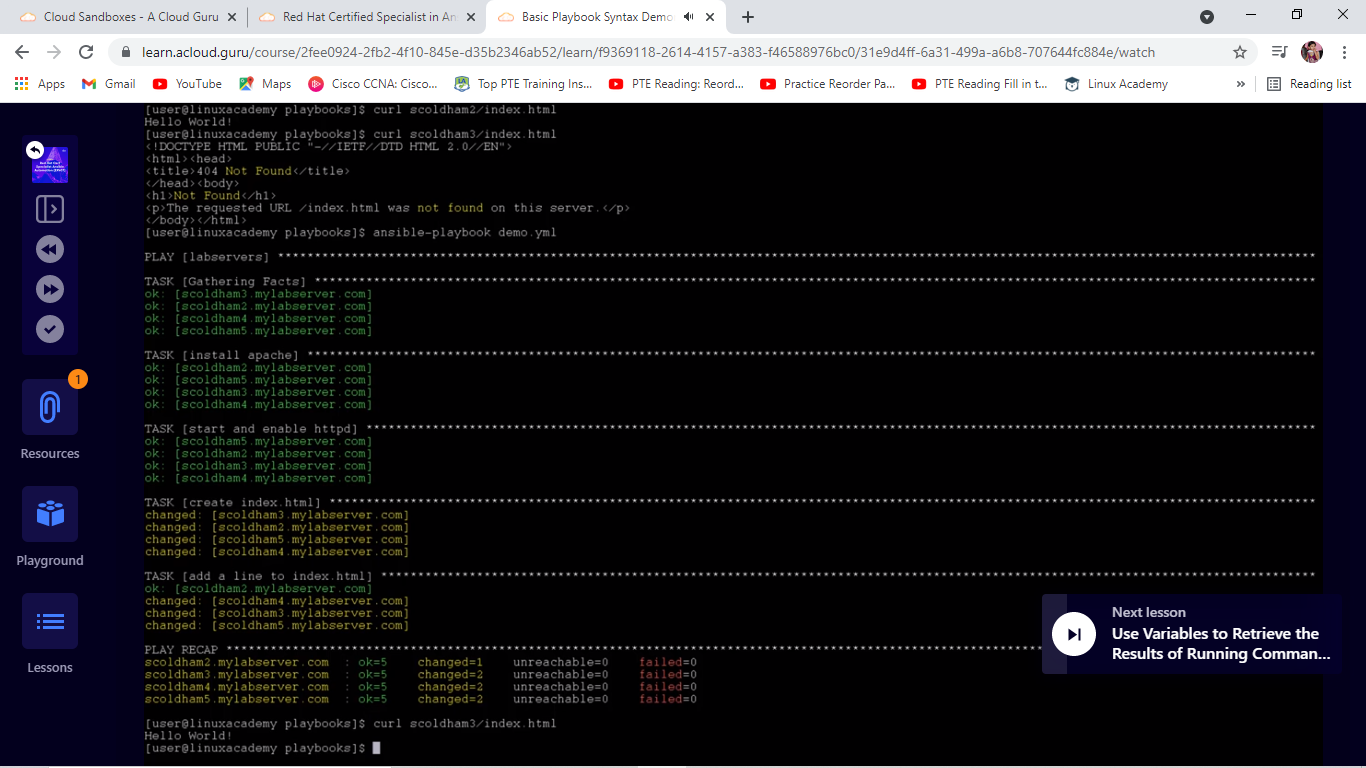 Cloud Sandboxes - A Cloud Guru
Red Hat Certified Specialist in An
Basic Playbook Syntax Demo
learn.acloud.guru/course/2fee0924-2fb2-4f10-845e-d35b2346ab52/learn/f9369118-2614-4157-a383-f46588976bc0/31e9d4ff-6a31-499a-a6b8-707644fc884e/watch
Apps Gmail YouTube Maps Cisco CCNA: Cisco... Top PTE Training Ins... PTE Reading: Reord... Practice Reorder Pa... PTE Reading Fill in t... Linux Academy » Reading list
[user@linuxacademy playbooks]$ curl scoldham2/index.html
Hello World!
[user@linuxacademy playbooks]$ curl scoldham3/index.html
<!DOCTYPE HTML PUBLIC "-//IETF//DTD HTML 2.0//EN">
<html><head>
<title>404 Not Found</title>
</head><body>
<h1>Not Found</h1>
<p>The requested URL /index.html was not found on this server.</p>
</body></html>
[user@linuxacademy playbooks]$ ansible-playbook demo.yml
PLAY [labservers] ****************************************************************
TASK [Gathering Facts] ****************************************************************
ok: [scoldham3.mylabserver.com]
ok: [scoldham2.mylabserver.com]
ok: [scoldham4.mylabserver.com]
ok: [scoldham5.mylabserver.com]
TASK [install apache] ****************************************************************
ok: [scoldham2.mylabserver.com]
ok: [scoldham5.mylabserver.com]
ok: [scoldham3.mylabserver.com]
ok: [scoldham4.mylabserver.com]
TASK [start and enable httpd] ****************************************************************
ok: [scoldham5.mylabserver.com]
ok: [scoldham2.mylabserver.com]
ok: [scoldham3.mylabserver.com]
ok: [scoldham4.mylabserver.com]
TASK [create index.html] ****************************************************************
changed: [scoldham3.mylabserver.com]
changed: [scoldham2.mylabserver.com]
changed: [scoldham5.mylabserver.com]
changed: [scoldham4.mylabserver.com]
TASK [add a line to index.html] ****************************************************************
ok: [scoldham2.mylabserver.com]
changed: [scoldham4.mylabserver.com]
changed: [scoldham3.mylabserver.com]
changed: [scoldham5.mylabserver.com]
PLAY RECAP ****************************************************************
scoldham2.mylabserver.com : ok=5 changed=1 unreachable=0 failed=0
scoldham3.mylabserver.com : ok=5 changed=2 unreachable=0 failed=0
scoldham4.mylabserver.com : ok=5 changed=2 unreachable=0 failed=0
scoldham5.mylabserver.com : ok=5 changed=2 unreachable=0 failed=0
[user@linuxacademy playbooks]$ curl scoldham3/index.html
Hello World!
[user@linuxacademy playbooks]$
1
Resources
Playground
Lessons
Next lesson
Use Variables to Retrieve the
Results of Running Comman...